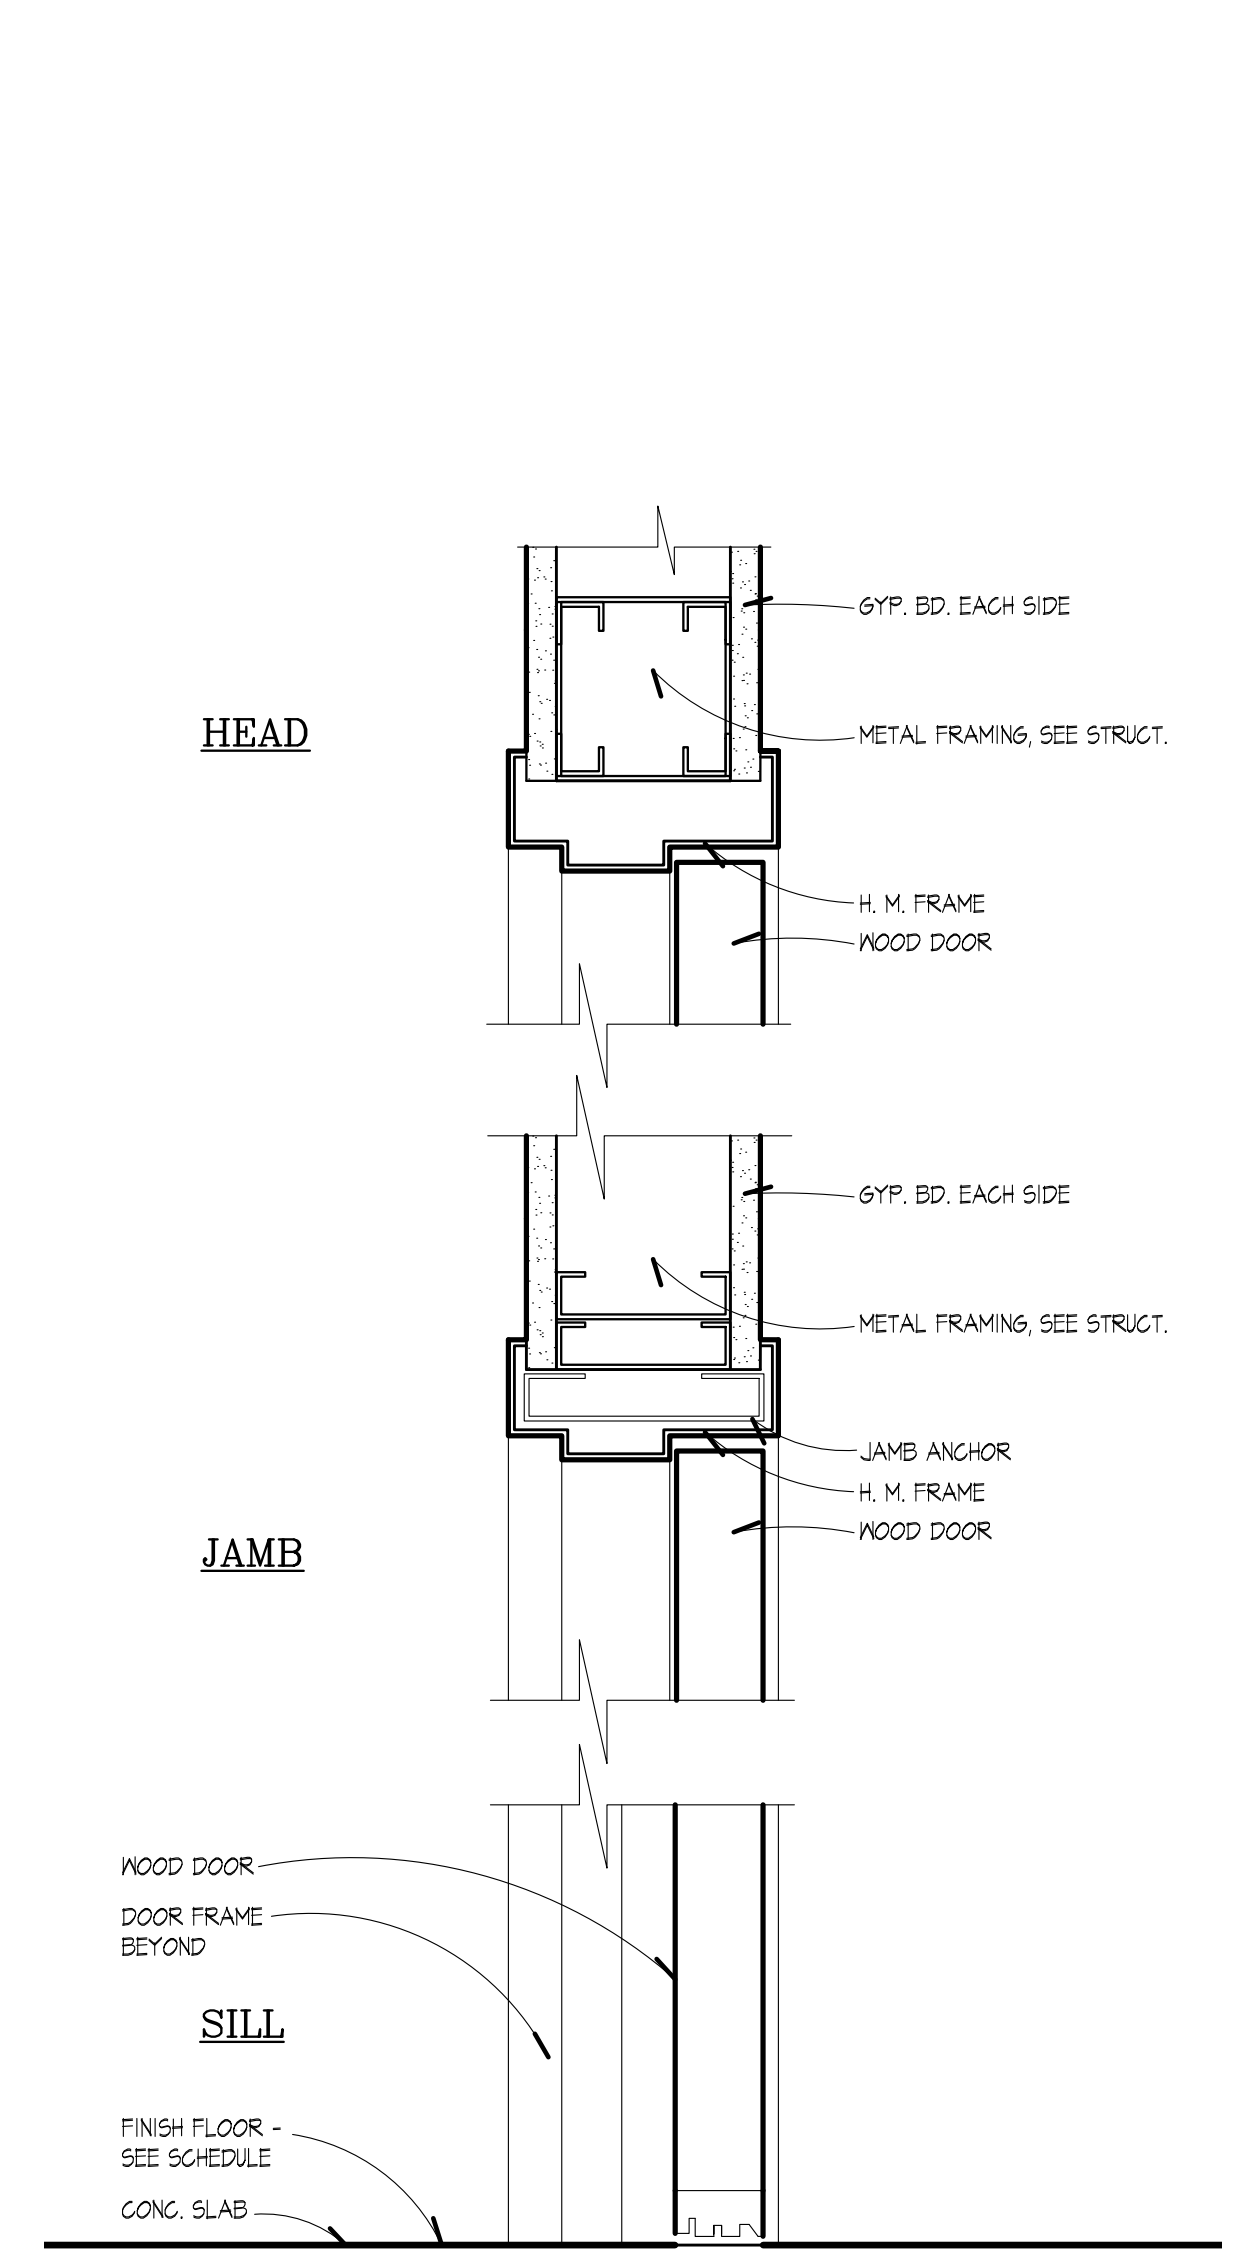 GYP. BD. EACH SIDE
HEAD
METAL FRAMING, SEE STRUCT.
H. M. FRAME
WOOD DOOR
GYP. BD. EACH SIDE
METAL FRAMING, SEE STRUCT.
JAMB ANCHOR
H. M. FRAME
WOOD DOOR
JAMB
WOOD DOOR
DOOR FRAME
BEYOND
SILL
FINISH FLOOR -
SEE SCHEDULE
CONC. SLAB